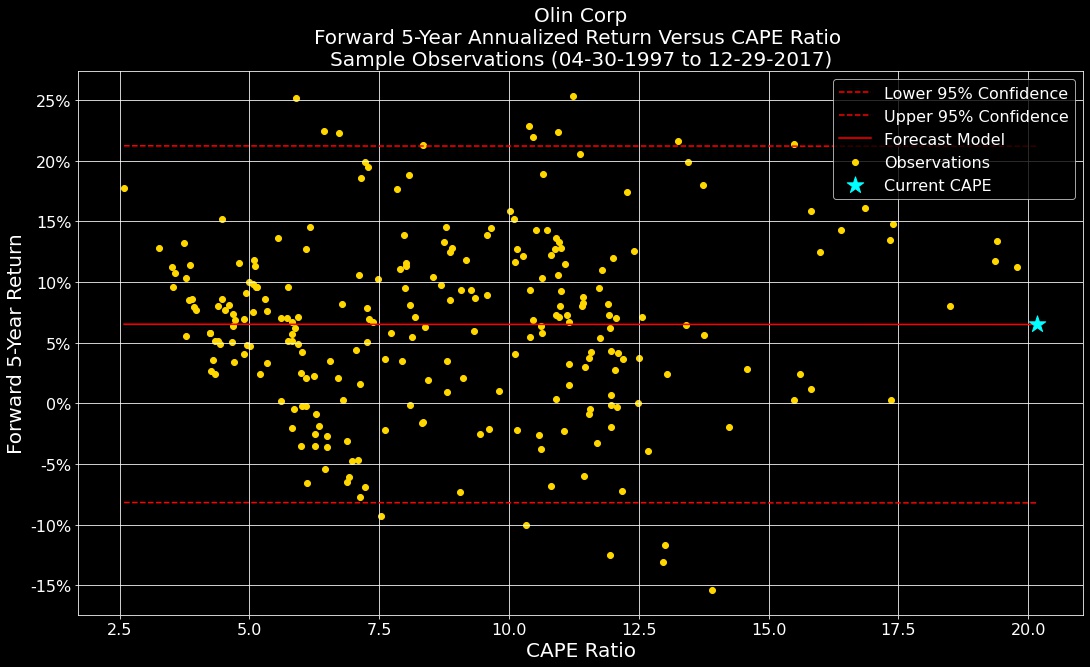 Olin Corp
Forward 5-Year Annualized Return Versus CAPE Ratio
Sample Observations (04-30-1997 to 12-29-2017)
Lower 95% Confidence
Upper 95% Confidence
Forecast Model
Observations
Current CAPE
Forward 5-Year Return
25%
20%
15%
10%
5%
0%
-5%
-10%
-15%
2.5 5.0 7.5 10.0 12.5 15.0 17.5 20.0
CAPE Ratio